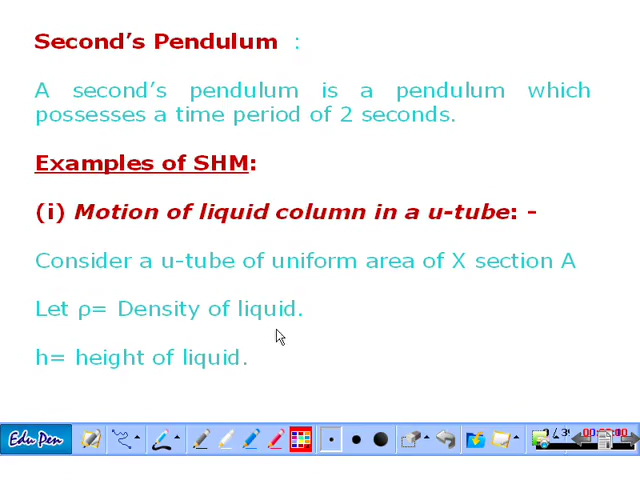 Second’s Pendulum :
A second’s pendulum is a pendulum which
possesses a time period of 2 seconds.
Examples of SHM:
(i) Motion of liquid column in a u-tube: -
Consider a u-tube of uniform area of X section A
Let ρ= Density of liquid.
h= height of liquid.
Edu Pen